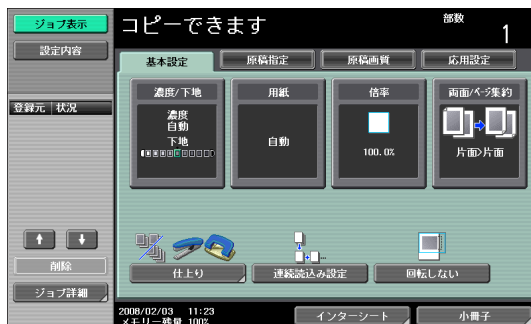 ジョブ表示
設定内容
登録元 状況
削除
ジョブ詳細
コピーできます
部数
1
基本設定 原稿指定 原稿画質 応用設定
濃度/下地
濃度
自動
下地
用紙
自動
倍率
100.0%
両面/ページ集約
片面>片面
仕上り
連続読込み設定
回転しない
2008/02/03 11:23
メモリー残量 100%
インターシート
小冊子